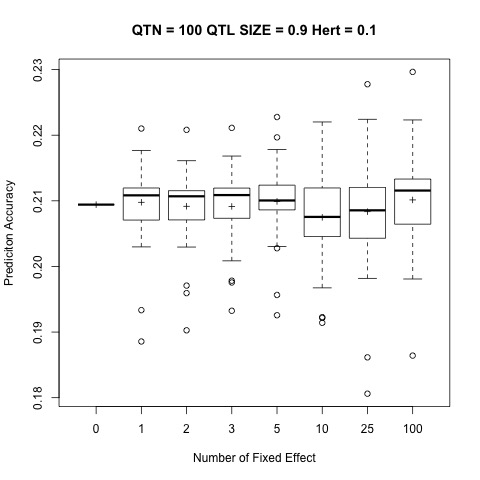 QTN = 100 QTL SIZE = 0.9 Hert = 0.1
Prediciton Accuracy
0.23
0.22
0.21
0.20
0.19
0.18
0 1 2 3 5 10 25 100
Number of Fixed Effect